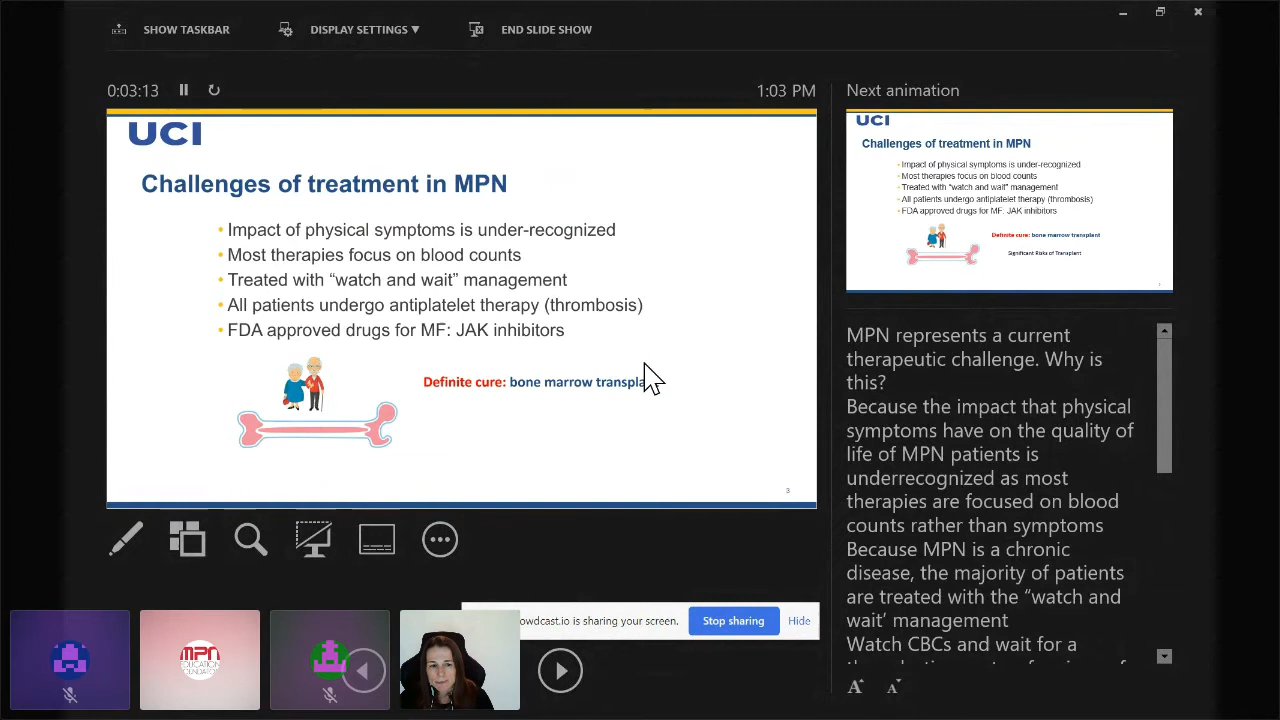 SHOW TASKBAR
DISPLAY SETTINGS ▼
END SLIDE SHOW
0:03:13
1:03 PM
UCI
Challenges of treatment in MPN
• Impact of physical symptoms is under-recognized
• Most therapies focus on blood counts
• Treated with “watch and wait” management
• All patients undergo antiplatelet therapy (thrombosis)
• FDA approved drugs for MF: JAK inhibitors
Definite cure: bone marrow transpla
3
Next animation
UCI
Challenges of treatment in MPN
• Impact of physical symptoms is under-recognized
• Most therapies focus on blood counts
• Treated with “watch and wait” management
• All patients undergo antiplatelet therapy (thrombosis)
• FDA approved drugs for MF: JAK inhibitors
Definite cure: bone marrow transplant
Significant Risks of Transplant
MPN represents a current
therapeutic challenge. Why is
this?
Because the impact that physical
symptoms have on the quality of
life of MPN patients is
underrecognized as most
therapies are focused on blood
counts rather than symptoms
Because MPN is a chronic
disease, the majority of patients
are treated with the “watch and
wait’ management
Watch CBCs and wait for a
A A
owdcast.io is sharing your screen.
Stop sharing
Hide
MPN
EDUCATION
FOUNDATION